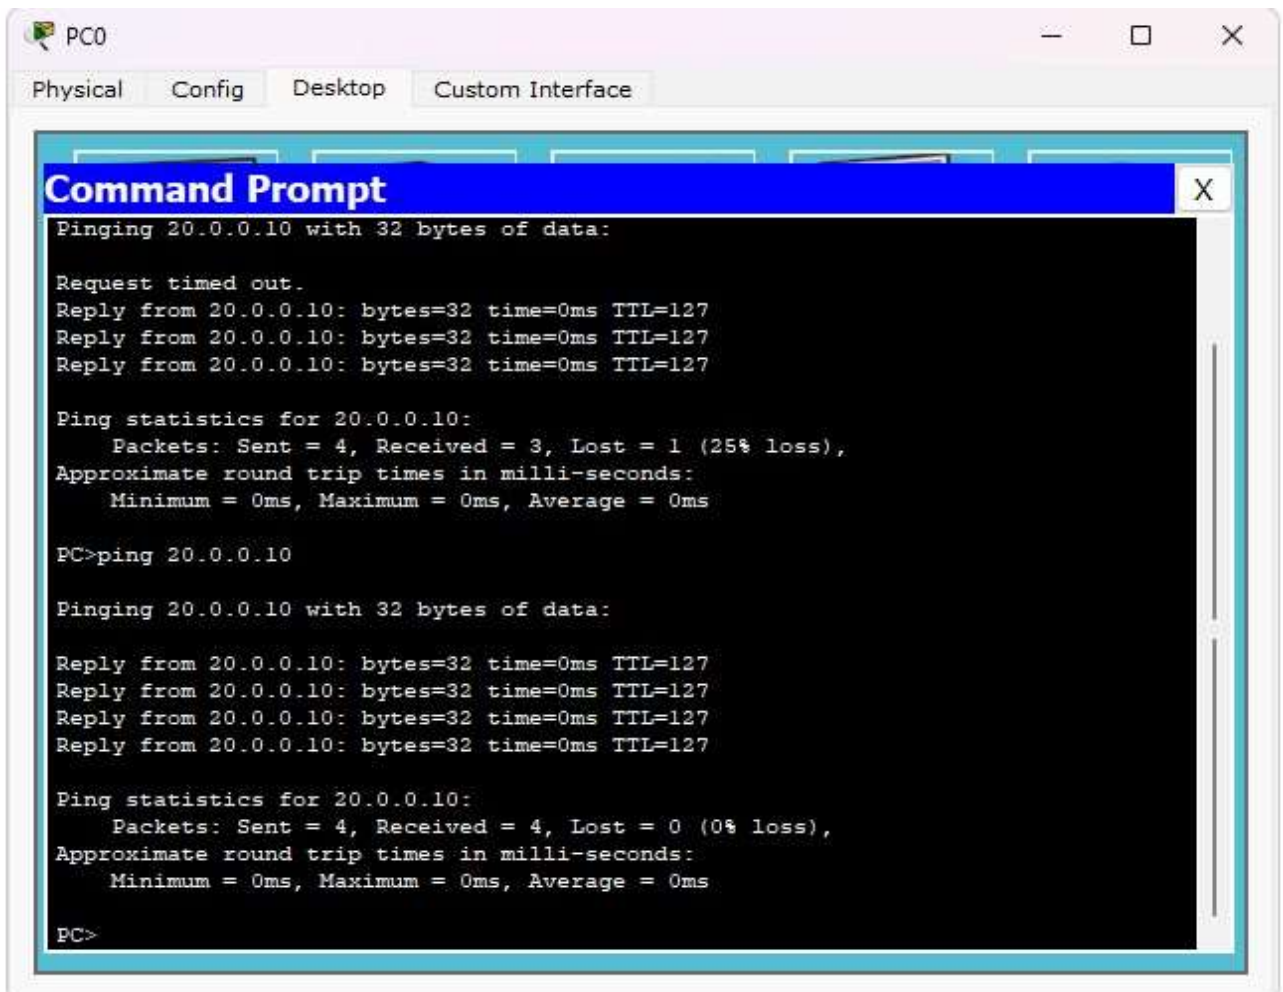 PC0
Physical Config Desktop Custom Interface
Command Prompt
X
Pinging 20.0.0.10 with 32 bytes of data:
Request timed out.
Reply from 20.0.0.10: bytes=32 time=0ms TTL=127
Reply from 20.0.0.10: bytes=32 time=0ms TTL=127
Reply from 20.0.0.10: bytes=32 time=0ms TTL=127
Ping statistics for 20.0.0.10:
Packets: Sent = 4, Received = 3, Lost = 1 (25% loss),
Approximate round trip times in milli-seconds:
Minimum = 0ms, Maximum = 0ms, Average = 0ms
PC>ping 20.0.0.10
Pinging 20.0.0.10 with 32 bytes of data:
Reply from 20.0.0.10: bytes=32 time=0ms TTL=127
Reply from 20.0.0.10: bytes=32 time=0ms TTL=127
Reply from 20.0.0.10: bytes=32 time=0ms TTL=127
Reply from 20.0.0.10: bytes=32 time=0ms TTL=127
Ping statistics for 20.0.0.10:
Packets: Sent = 4, Received = 4, Lost = 0 (0% loss),
Approximate round trip times in milli-seconds:
Minimum = 0ms, Maximum = 0ms, Average = 0ms
PC>